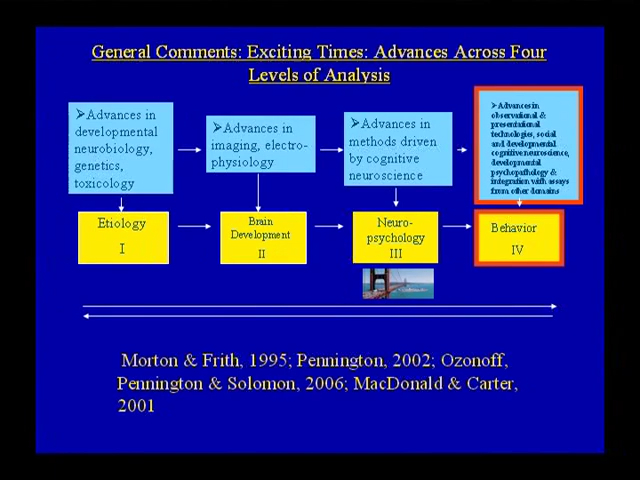 General Comments: Exciting Times: Advances Across Four
Levels of Analysis
➢Advances in
developmental
neurobiology,
genetics,
toxicology
➢Advances in
imaging, electro-
physiology
➢Advances in
methods driven
by cognitive
neuroscience
➢Advances in
observational &
presentational
technologies, social
and developmental
cognitive neuroscience,
developmental
psychopathology &
integration with assays
from other domains
Etiology
I
Brain
Development
II
Neuro-
psychology
III
Behavior
IV
Morton & Frith, 1995; Pennington, 2002; Ozonoff,
Pennington & Solomon, 2006; MacDonald & Carter,
2001